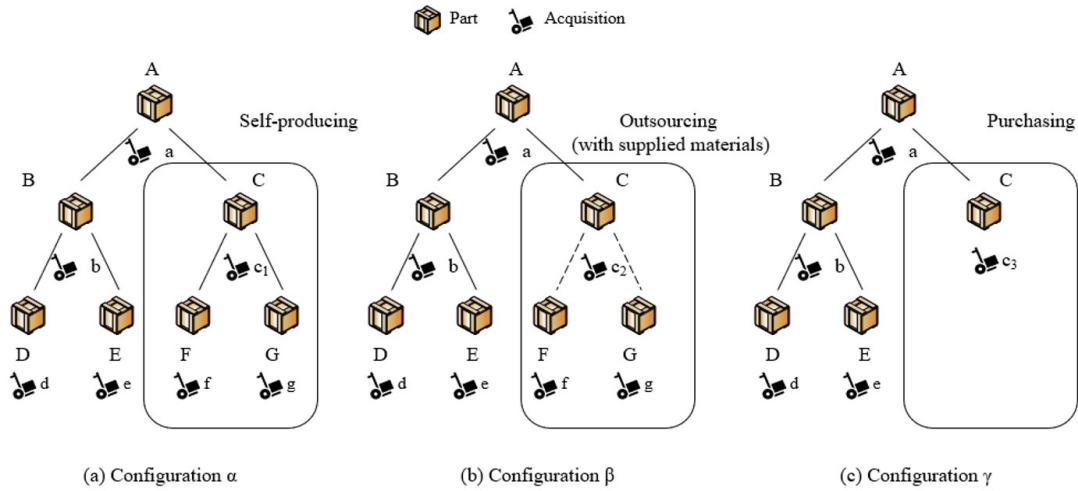 Part Acquisition
A A A
Self-producing Outsourcing Purchasing
(with supplied materials)
a a a
B C B C B C
b c₁ b c₂ b c₃
D E F G D E F G D E
d e f g d e f g d e
(a) Configuration α (b) Configuration β (c) Configuration γ